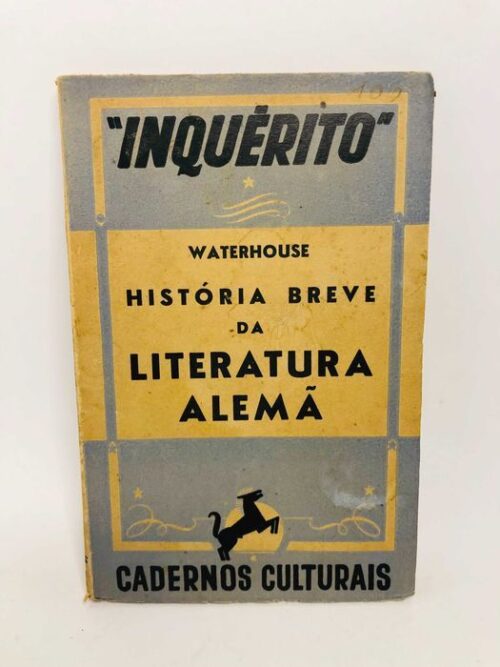 "INQUÉRITO"
WATERHOUSE
HISTÓRIA BREVE
DA
LITERATURA
ALEMÃ
CADERNOS CULTURAIS